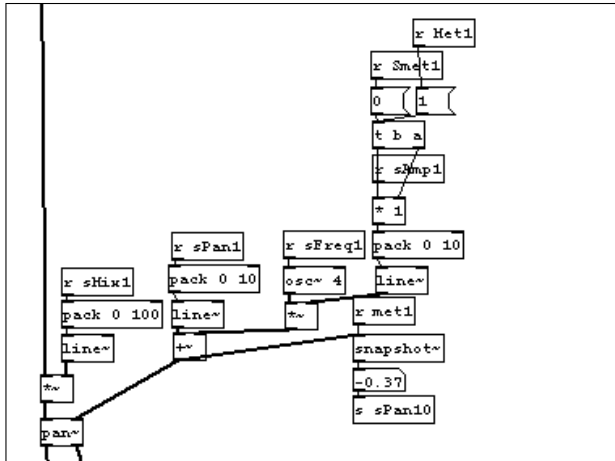 r Met1
r Smet1
0 1
t b a
r sAmp1
* 1
r sPan1
r sFreq1
pack 0 10
r sMix1
pack 0 10
osc~ 4
line~
pack 0 100
line~
*~
r met1
line~
+~
snapshot~
*~
-0.37
s sPan10
pan~